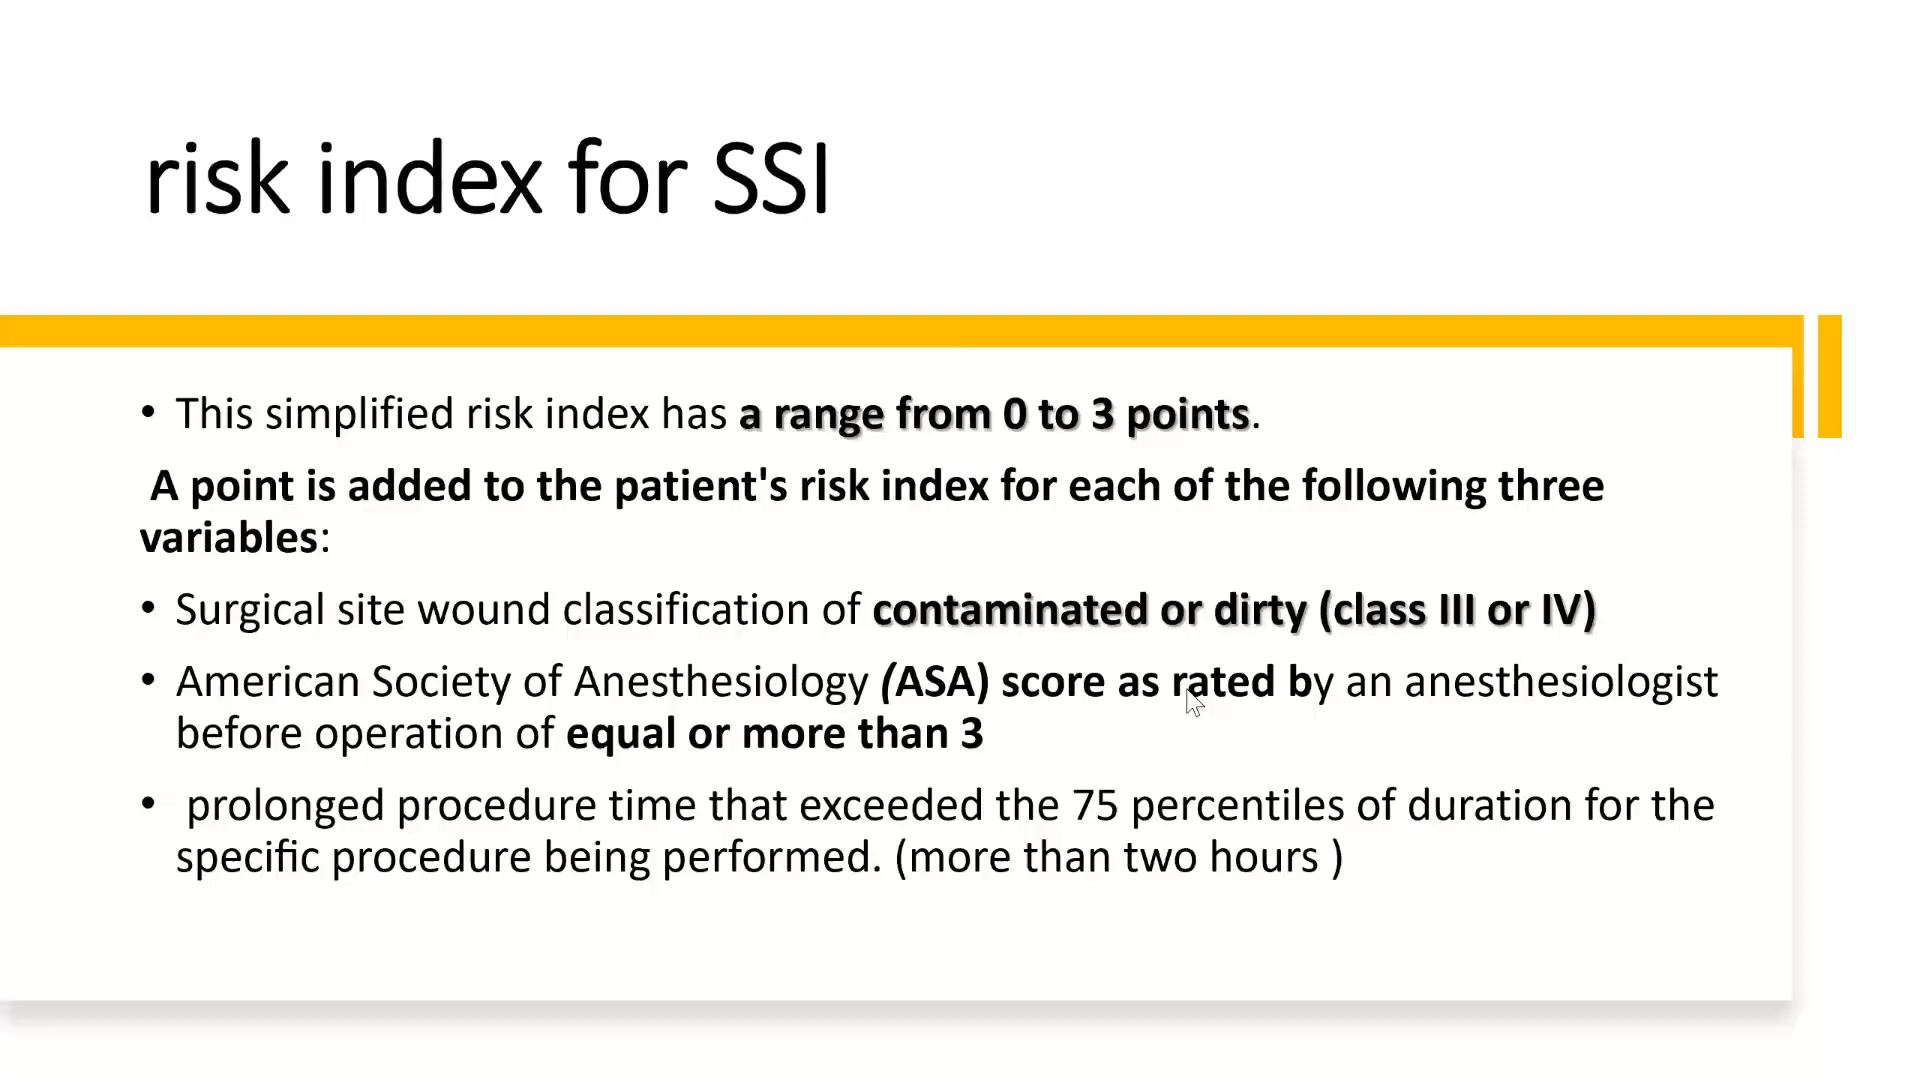 risk index for SSI
• This simplified risk index has a range from 0 to 3 points.
A point is added to the patient's risk index for each of the following three
variables:
• Surgical site wound classification of contaminated or dirty (class III or IV)
• American Society of Anesthesiology (ASA) score as rated by an anesthesiologist
before operation of equal or more than 3
• prolonged procedure time that exceeded the 75 percentiles of duration for the
specific procedure being performed. (more than two hours )